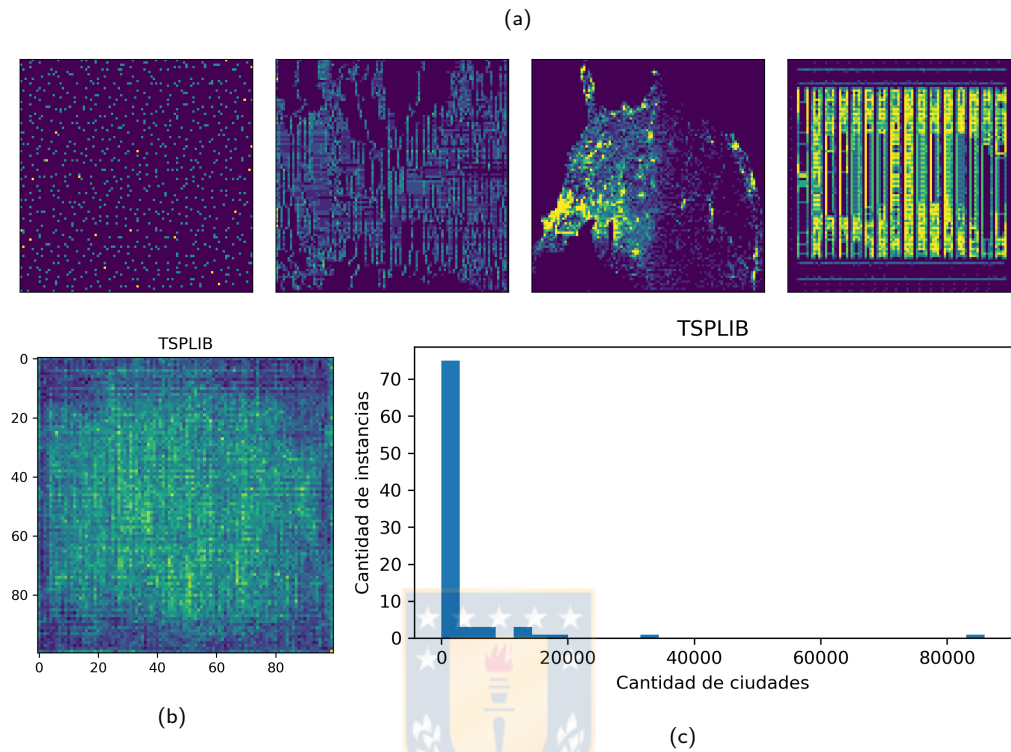 (a)
TSPLIB
0
20
40
60
80
0 20 40 60 80
(b)
TSPLIB
Cantidad de instancias
70
60
50
40
30
20
10
0
0 20000 40000 60000 80000
Cantidad de ciudades
(c)